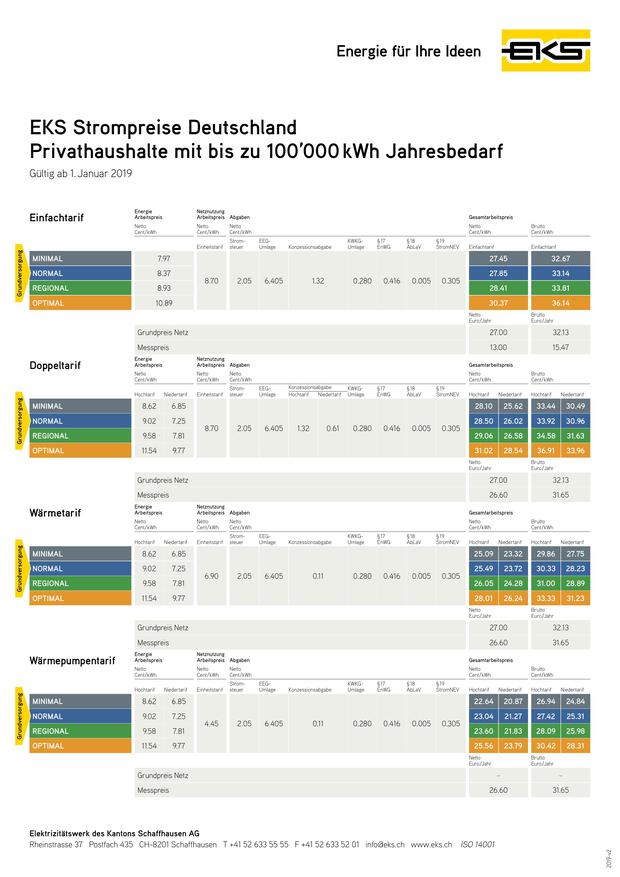 Energie für Ihre Ideen
EKS
EKS Strompreise Deutschland
Privathaushalte mit bis zu 100’000 kWh Jahresbedarf
Gültig ab 1. Januar 2019
Einfachtarif
Energie Arbeitspreis Netznutzung Arbeitspreis Abgaben Gesamtarbeitspreis
Netto Cent/kWh Netto Cent/kWh Netto Cent/kWh Netto Cent/kWh Brutto Cent/kWh
Einheitstarif Strom-steuer EEG-Umlage Konzessionsabgabe KWKG-Umlage §17 EnWG §18 AbLaV §19 StromNEV Einfachtarif Einfachtarif
Grundversorgung
MINIMAL 7.97 27.45 32.67
NORMAL 8.37 27.85 33.14
8.70 2.05 6.405 1.32 0.280 0.416 0.005 0.305
REGIONAL 8.93 28.41 33.81
OPTIMAL 10.89 30.37 36.14
Netto Euro/Jahr Brutto Euro/Jahr
Grundpreis Netz 27.00 32.13
Messpreis 13.00 15.47
Doppeltarif
Energie Arbeitspreis Netznutzung Arbeitspreis Abgaben Gesamtarbeitspreis
Netto Cent/kWh Netto Cent/kWh Netto Cent/kWh Netto Cent/kWh Brutto Cent/kWh
Hochtarif Niedertarif Einheitstarif Strom-steuer EEG-Umlage Konzessionsabgabe Hochtarif Niedertarif KWKG-Umlage §17 EnWG §18 AbLaV §19 StromNEV Hochtarif Niedertarif Hochtarif Niedertarif
Grundversorgung
MINIMAL 8.62 6.85 28.10 25.62 33.44 30.49
NORMAL 9.02 7.25 28.50 26.02 33.92 30.96
8.70 2.05 6.405 1.32 0.61 0.280 0.416 0.005 0.305
REGIONAL 9.58 7.81 29.06 26.58 34.58 31.63
OPTIMAL 11.54 9.77 31.02 28.54 36.91 33.96
Netto Euro/Jahr Brutto Euro/Jahr
Grundpreis Netz 27.00 32.13
Messpreis 26.60 31.65
Wärmetarif
Energie Arbeitspreis Netznutzung Arbeitspreis Abgaben Gesamtarbeitspreis
Netto Cent/kWh Netto Cent/kWh Netto Cent/kWh Netto Cent/kWh Brutto Cent/kWh
Hochtarif Niedertarif Einheitstarif Strom-steuer EEG-Umlage Konzessionsabgabe KWKG-Umlage §17 EnWG §18 AbLaV §19 StromNEV Hochtarif Niedertarif Hochtarif Niedertarif
Grundversorgung
MINIMAL 8.62 6.85 25.09 23.32 29.86 27.75
NORMAL 9.02 7.25 25.49 23.72 30.33 28.23
6.90 2.05 6.405 0.11 0.280 0.416 0.005 0.305
REGIONAL 9.58 7.81 26.05 24.28 31.00 28.89
OPTIMAL 11.54 9.77 28.01 26.24 33.33 31.23
Netto Euro/Jahr Brutto Euro/Jahr
Grundpreis Netz 27.00 32.13
Messpreis 26.60 31.65
Wärmepumpentarif
Energie Arbeitspreis Netznutzung Arbeitspreis Abgaben Gesamtarbeitspreis
Netto Cent/kWh Netto Cent/kWh Netto Cent/kWh Netto Cent/kWh Brutto Cent/kWh
Hochtarif Niedertarif Einheitstarif Strom-steuer EEG-Umlage Konzessionsabgabe KWKG-Umlage §17 EnWG §18 AbLaV §19 StromNEV Hochtarif Niedertarif Hochtarif Niedertarif
Grundversorgung
MINIMAL 8.62 6.85 22.64 20.87 26.94 24.84
NORMAL 9.02 7.25 23.04 21.27 27.42 25.31
4.45 2.05 6.405 0.11 0.280 0.416 0.005 0.305
REGIONAL 9.58 7.81 23.60 21.83 28.09 25.98
OPTIMAL 11.54 9.77 25.56 23.79 30.42 28.31
Netto Euro/Jahr Brutto Euro/Jahr
Grundpreis Netz – –
Messpreis 26.60 31.65
Elektrizitätswerk des Kantons Schaffhausen AG
Rheinstrasse 37 Postfach 435 CH-8201 Schaffhausen T +41 52 633 55 55 F +41 52 633 52 01 info@eks.ch www.eks.ch ISO 14001
2019-v2